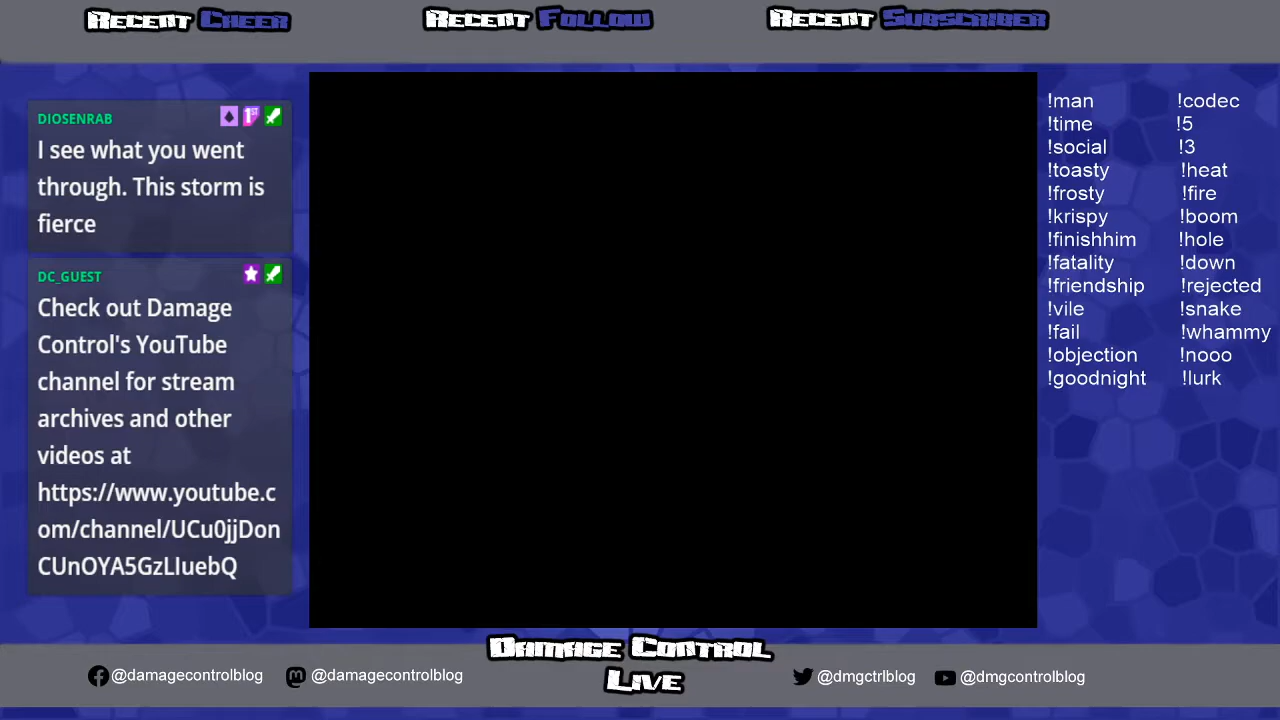 Recent Cheer
Recent Follow
Recent Subscriber
DIOSENRAB
1ST
I see what you went
through. This storm is
fierce
DC_GUEST
Check out Damage
Control's YouTube
channel for stream
archives and other
videos at
https://www.youtube.c
om/channel/UCu0jjDon
CUnOYA5GzLIuebQ
!man !codec
!time !5
!social !3
!toasty !heat
!frosty !fire
!krispy !boom
!finishhim !hole
!fatality !down
!friendship !rejected
!vile !snake
!fail !whammy
!objection !nooo
!goodnight !lurk
Damage Control
Live
@damagecontrolblog
@damagecontrolblog
@dmgctrlblog
@dmgcontrolblog